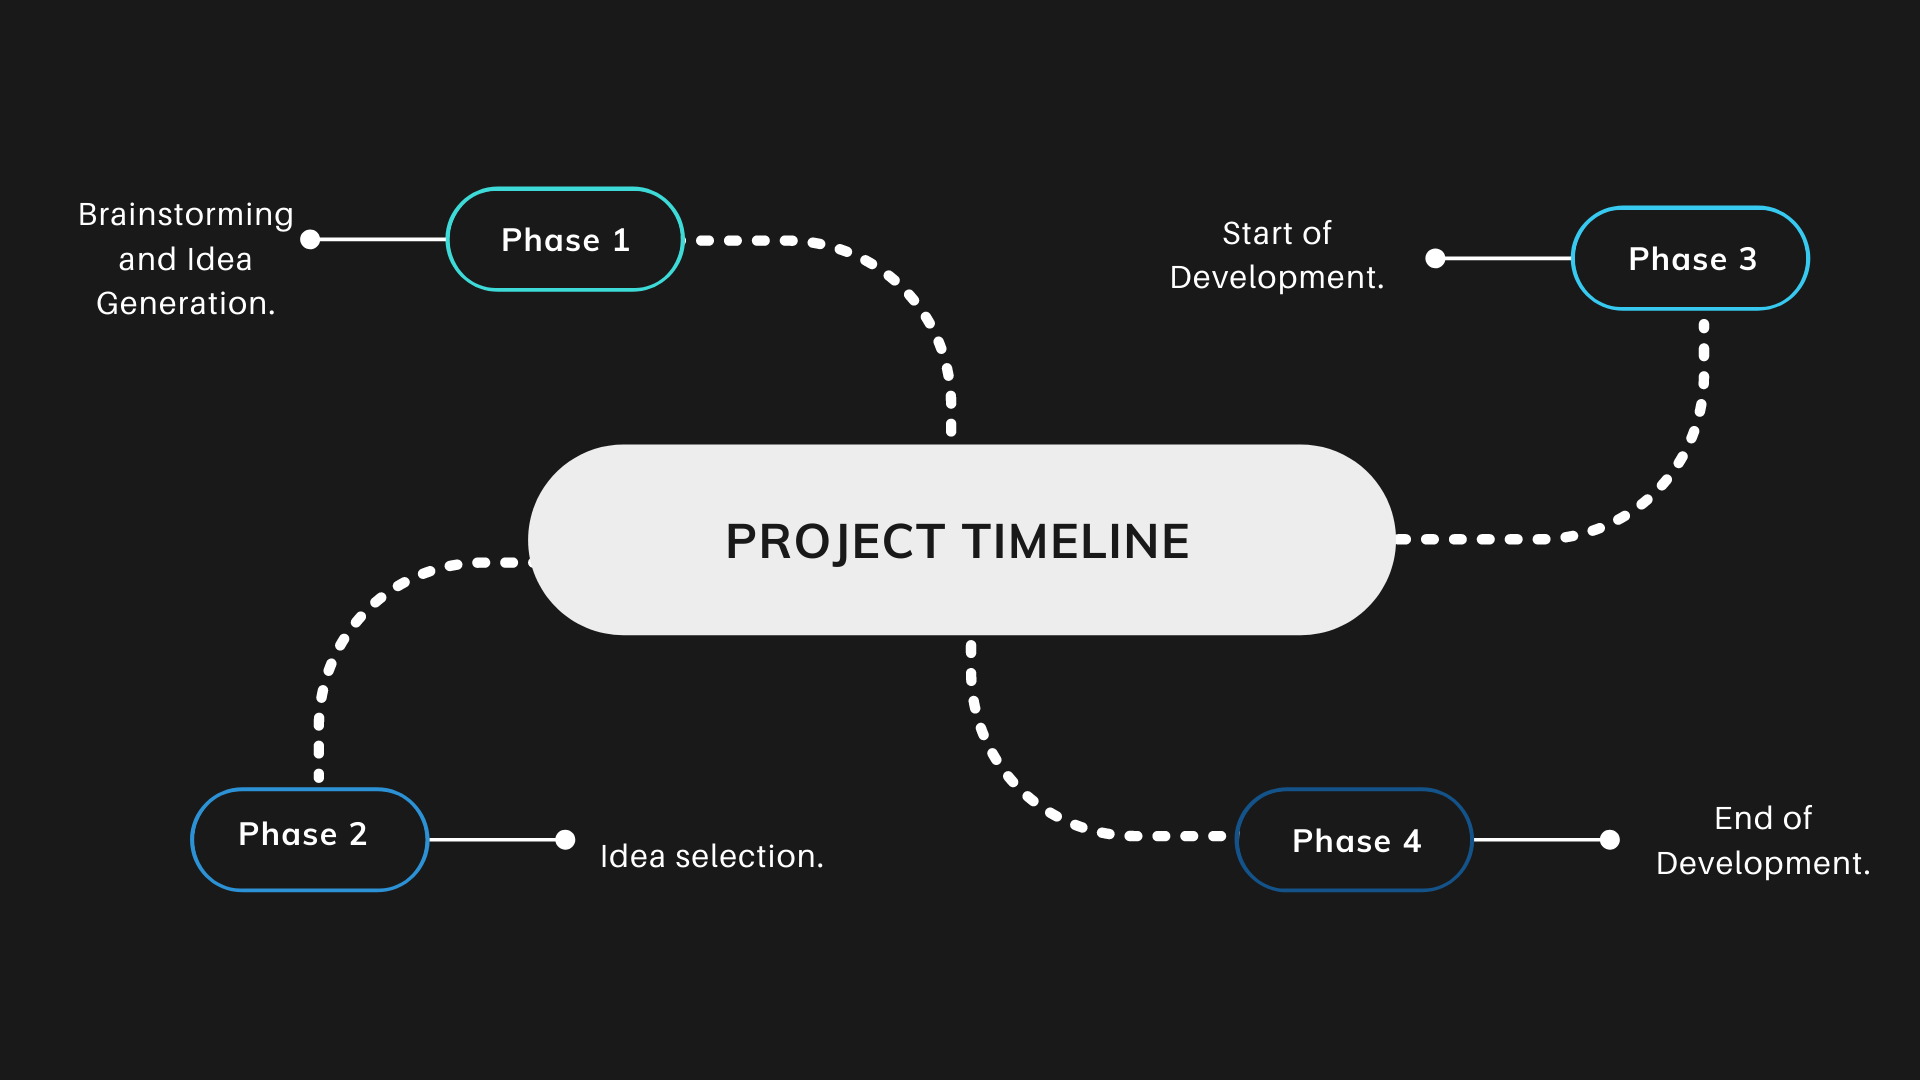 Brainstorming
and Idea
Generation.
Phase 1
Start of
Development.
Phase 3
PROJECT TIMELINE
Phase 2
Idea selection.
Phase 4
End of
Development.